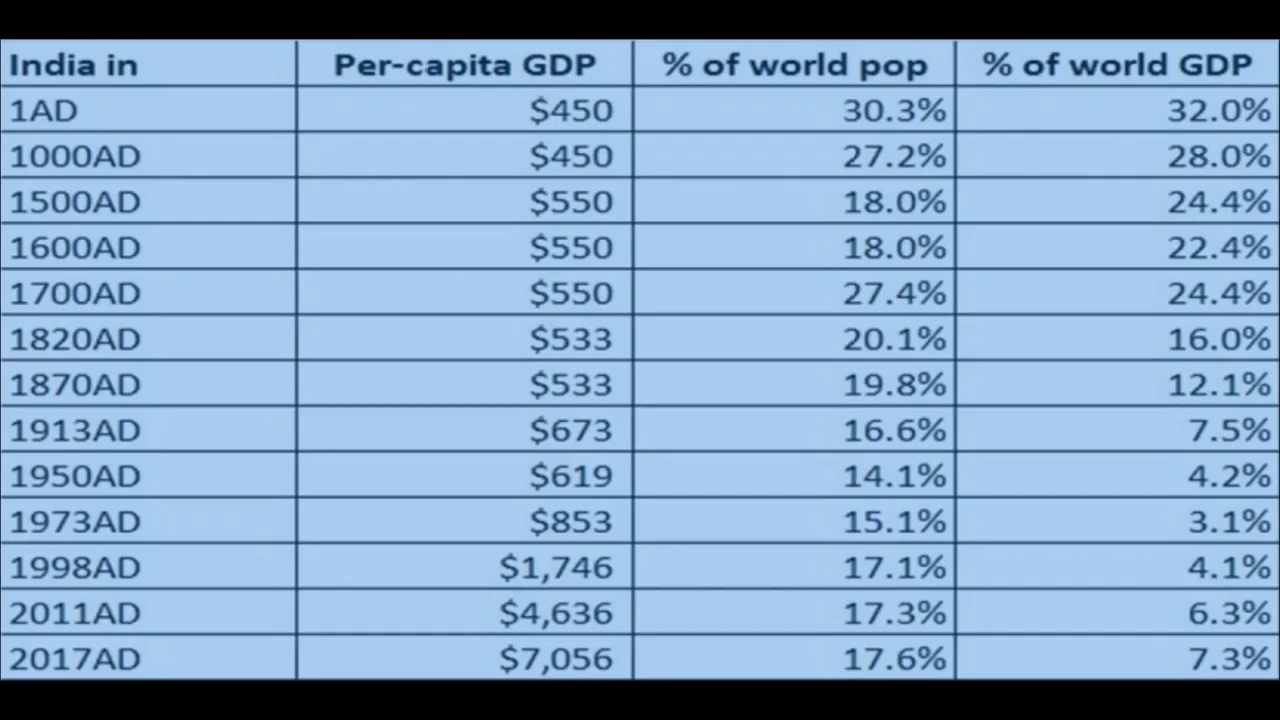 India in Per-capita GDP % of world pop % of world GDP
1AD $450 30.3% 32.0%
1000AD $450 27.2% 28.0%
1500AD $550 18.0% 24.4%
1600AD $550 18.0% 22.4%
1700AD $550 27.4% 24.4%
1820AD $533 20.1% 16.0%
1870AD $533 19.8% 12.1%
1913AD $673 16.6% 7.5%
1950AD $619 14.1% 4.2%
1973AD $853 15.1% 3.1%
1998AD $1,746 17.1% 4.1%
2011AD $4,636 17.3% 6.3%
2017AD $7,056 17.6% 7.3%